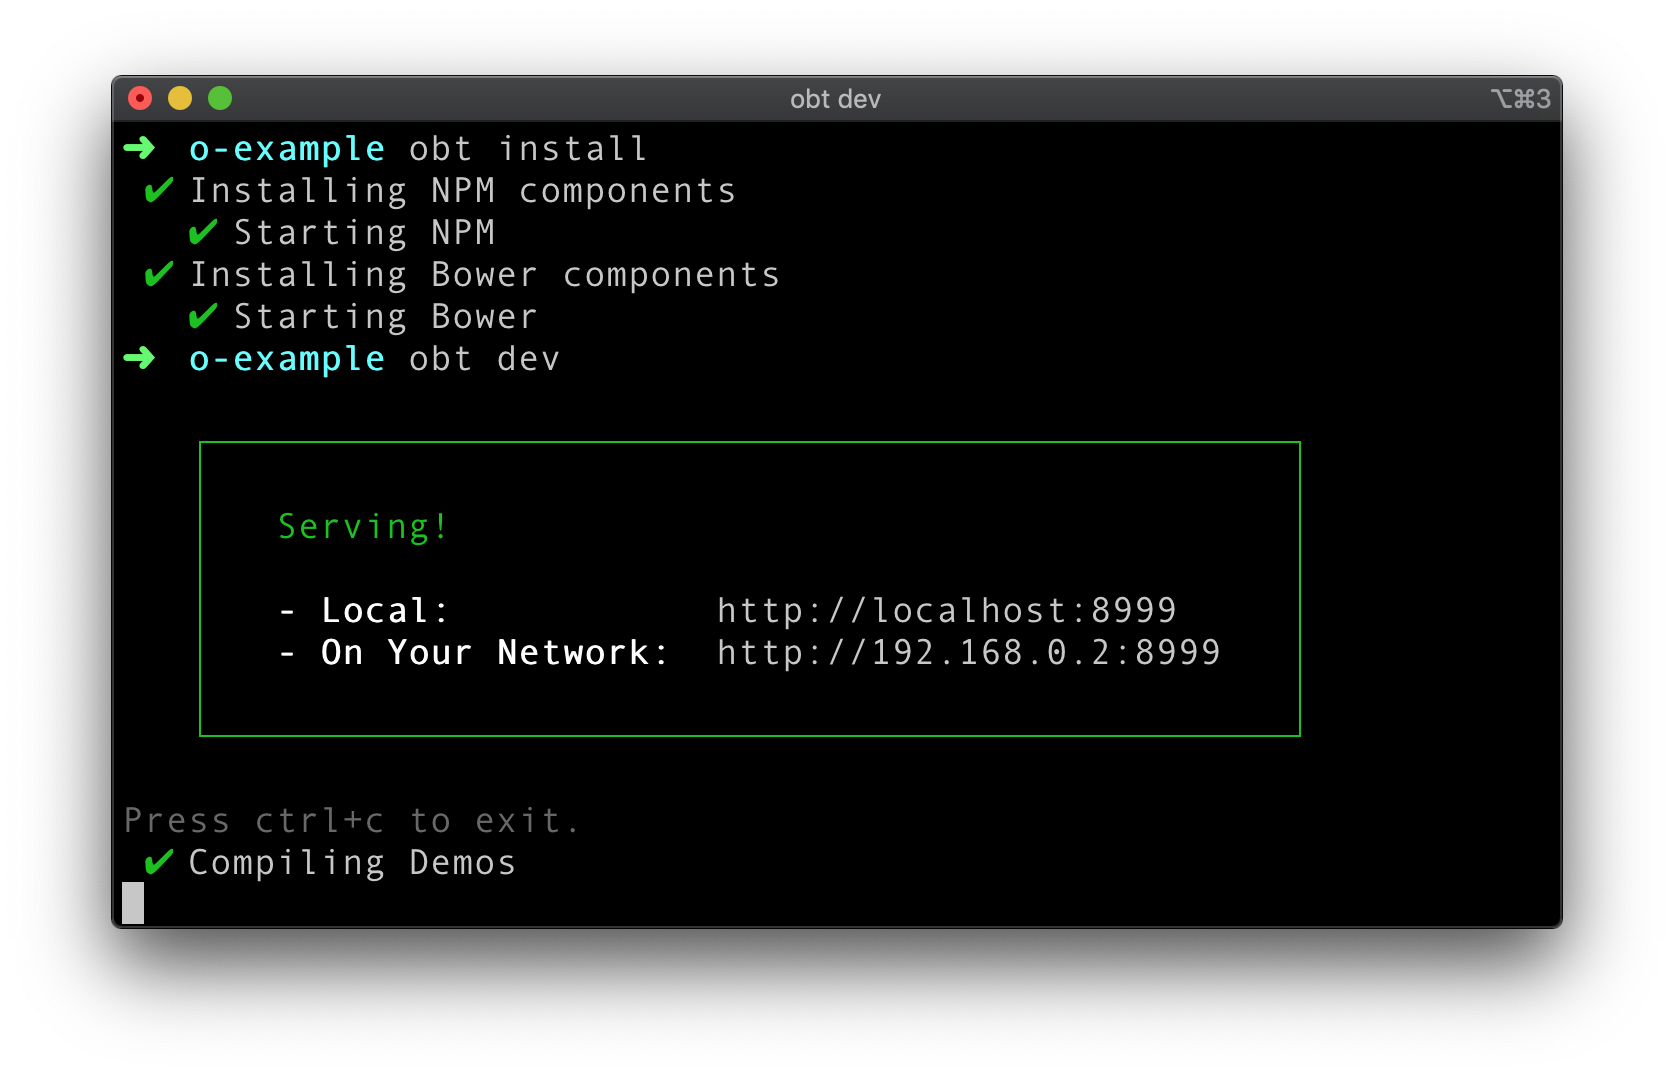 obt dev ⌥⌘3
➜ o-example obt install
✔ Installing NPM components
✔ Starting NPM
✔ Installing Bower components
✔ Starting Bower
➜ o-example obt dev
Serving!
- Local: http://localhost:8999
- On Your Network: http://192.168.0.2:8999
Press ctrl+c to exit.
✔ Compiling Demos